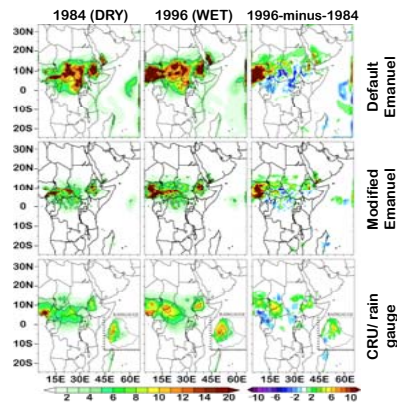 1984 (DRY) 1996 (WET) 1996-minus-1984
30N
20N
10N
0
10S
20S
Default
Emanuel
30N
20N
10N
0
10S
20S
Modified
Emanuel
30N
20N
10N
0
10S
20S
CRU/ rain
gauge
15E 30E 45E 60E 15E 30E 45E 60E 15E 30E 45E 60E
2 4 6 8 10 12 14 20 -10 -6 -2 2 6 10